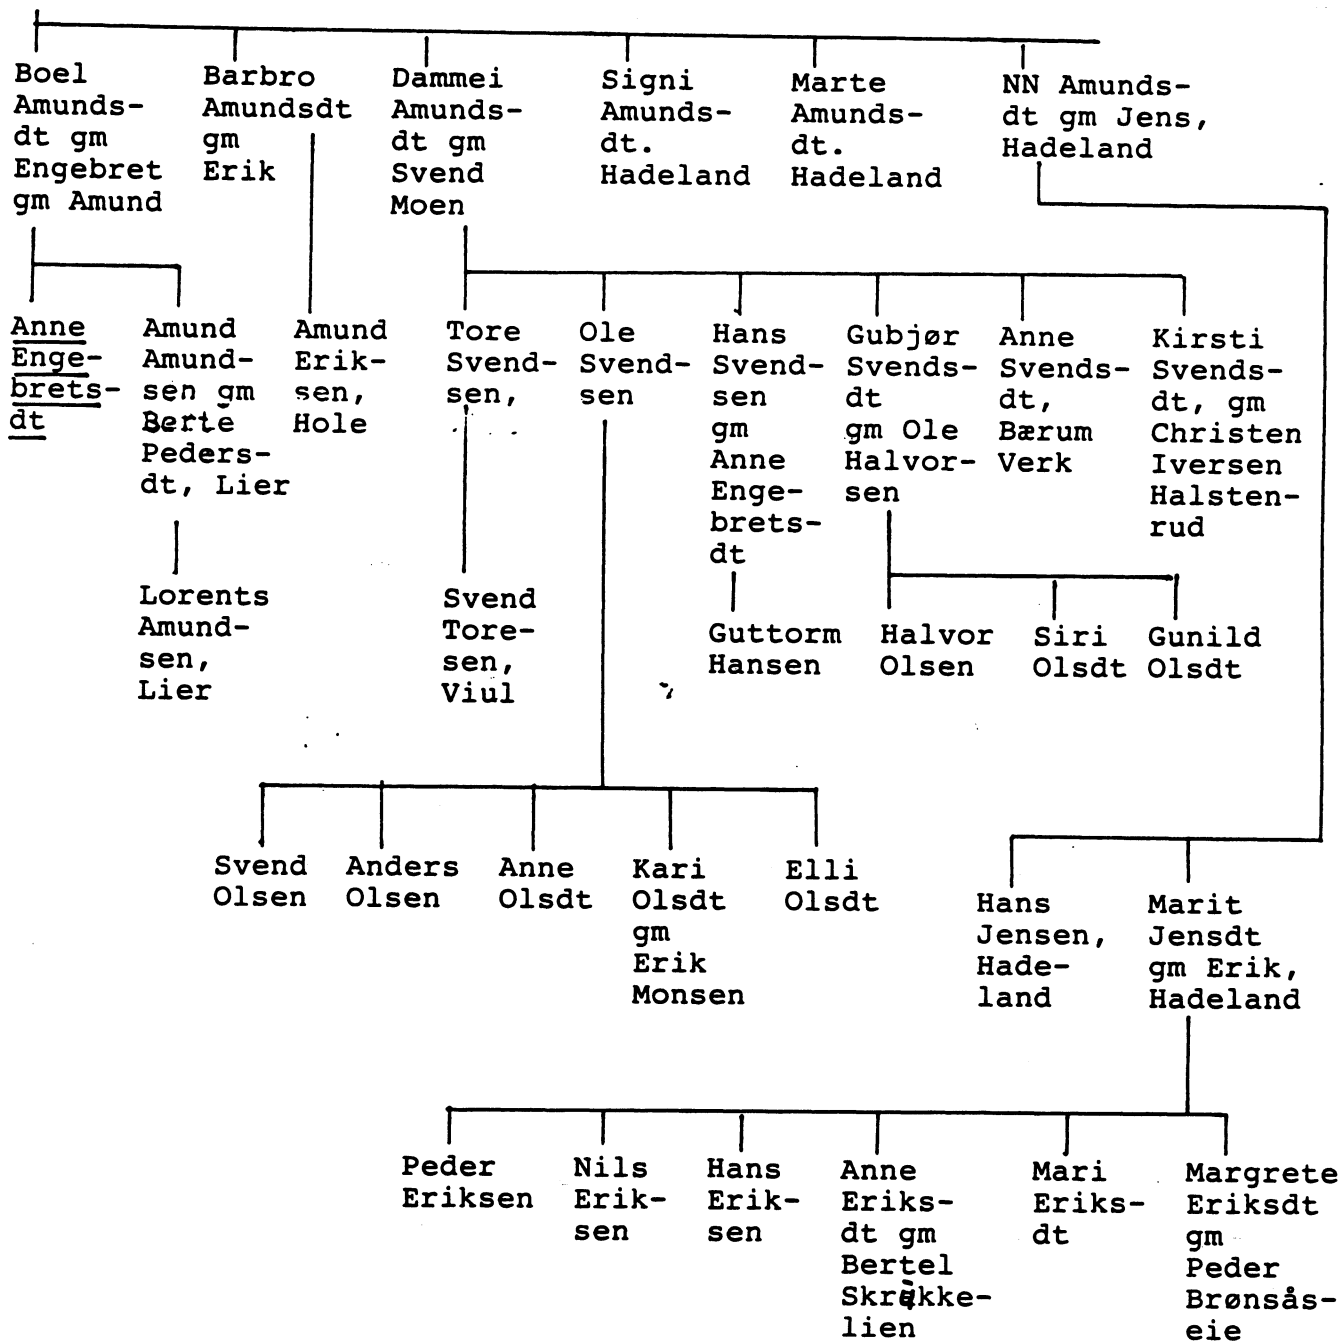 Boel
Amunds-
dt gm
Engebret
gm Amund
Barbro
Amundsdt
gm
Erik
Dammei
Amunds-
dt gm
Svend
Moen
Signi
Amunds-
dt.
Hadeland
Marte
Amunds-
dt.
Hadeland
NN Amunds-
dt gm Jens,
Hadeland
Anne
Enge-
brets-
dt
Amund
Amund-
sen gm
Berte
Peders-
dt, Lier
Amund
Erik-
sen,
Hole
Tore
Svend-
sen,
Ole
Svend-
sen
Hans
Svend-
sen
gm
Anne
Enge-
brets-
dt
Gubjør
Svends-
dt
gm Ole
Halvor-
sen
Anne
Svends-
dt,
Bærum
Verk
Kirsti
Svends-
dt, gm
Christen
Iversen
Halsten-
rud
Lorents
Amund-
sen,
Lier
Svend
Tore-
sen,
Viul
Guttorm
Hansen
Halvor
Olsen
Siri
Olsdt
Gunild
Olsdt
Svend
Olsen
Anders
Olsen
Anne
Olsdt
Kari
Olsdt
gm
Erik
Monsen
Elli
Olsdt
Hans
Jensen,
Hade-
land
Marit
Jensdt
gm Erik,
Hadeland
Peder
Eriksen
Nils
Erik-
sen
Hans
Erik-
sen
Anne
Eriks-
dt gm
Bertel
lien
Mari
Eriks-
dt
Margrete
Eriksdt
gm
Peder
Brønsås-
eie